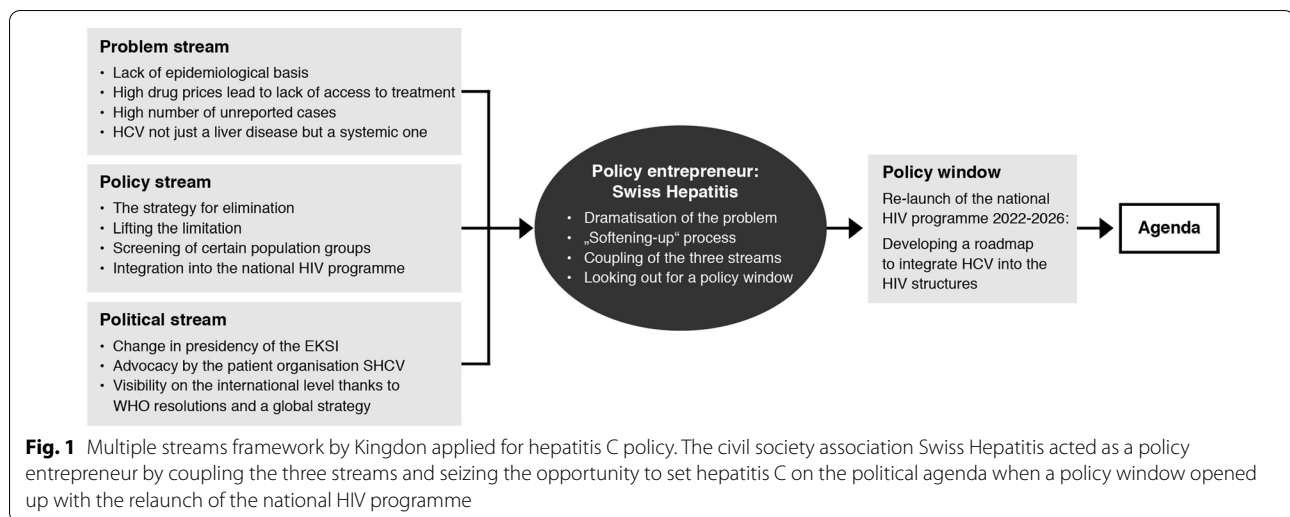 Problem stream
• Lack of epidemiological basis
• High drug prices lead to lack of access to treatment
• High number of unreported cases
• HCV not just a liver disease but a systemic one
Policy stream
• The strategy for elimination
• Lifting the limitation
• Screening of certain population groups
• Integration into the national HIV programme
Political stream
• Change in presidency of the EKSI
• Advocacy by the patient organisation SHCV
• Visibility on the international level thanks to
WHO resolutions and a global strategy
Policy entrepreneur:
Swiss Hepatitis
• Dramatisation of the problem
• „Softening-up“ process
• Coupling of the three streams
• Looking out for a policy window
Policy window
Re-launch of the national
HIV programme 2022-2026:
Developing a roadmap
to integrate HCV into the
HIV structures
Agenda
Fig. 1 Multiple streams framework by Kingdon applied for hepatitis C policy. The civil society association Swiss Hepatitis acted as a policy
entrepreneur by coupling the three streams and seizing the opportunity to set hepatitis C on the political agenda when a policy window opened
up with the relaunch of the national HIV programme